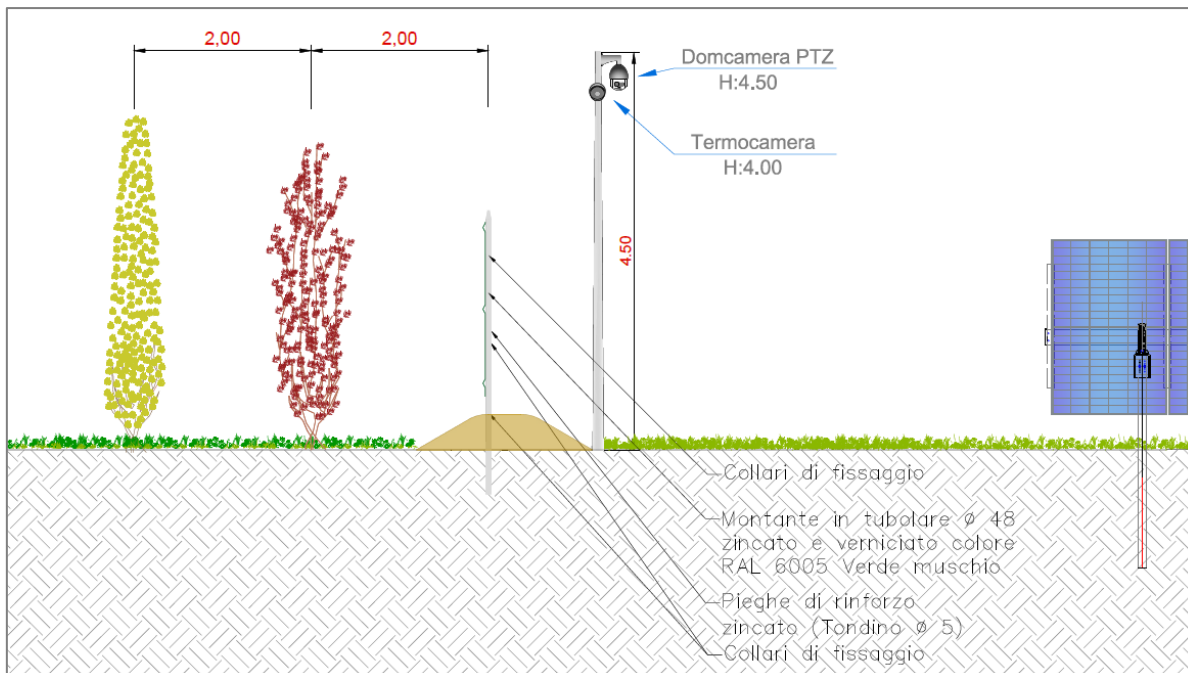 2,00
2,00
Domcamera PTZ
H:4.50
Termocamera
H:4.00
4.50
Collari di fissaggio
Montante in tubolare ø 48
zincato e verniciato colore
RAL 6005 Verde muschio
Pieghe di rinforzo
zincato (Tondino ø 5)
Collari di fissaggio